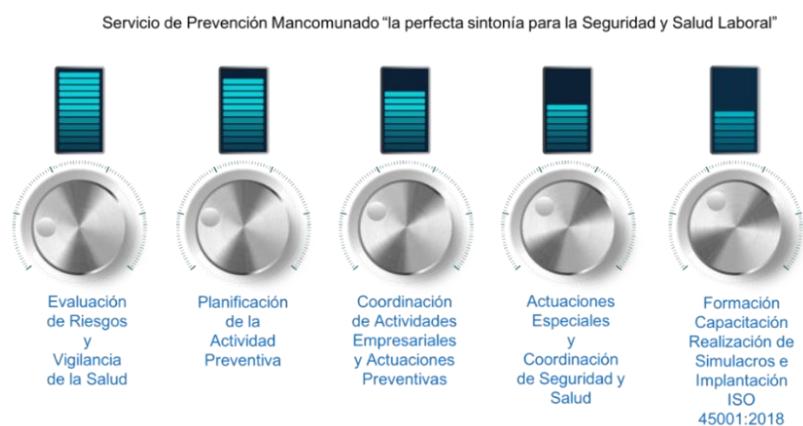 Servicio de Prevención Mancomunado “la perfecta sintonía para la Seguridad y Salud Laboral”
Evaluación
de Riesgos
y
Vigilancia
de la Salud
Planificación
de la
Actividad
Preventiva
Coordinación
de Actividades
Empresariales
y Actuaciones
Preventivas
Actuaciones
Especiales
y
Coordinación
de Seguridad y
Salud
Formación
Capacitación
Realización de
Simulacros e
Implantación
ISO
45001:2018